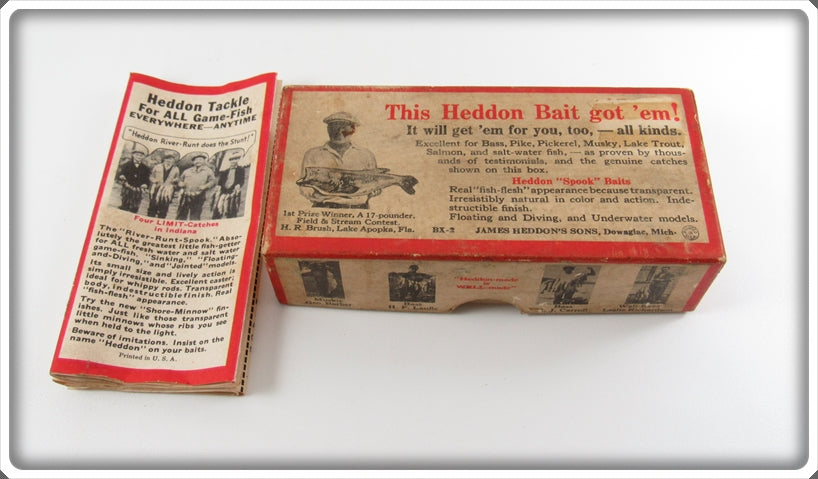 Heddon Tackle
For ALL Game-Fish
EVERYWHERE—ANYTIME
"Heddon River-Runt does the Stunt!"
Four LIMIT-Catches
in Indiana
The "River-Runt-Spook." Abso-
lutely the greatest little fish-getter
for ALL fresh water and salt water
game-fish. "Sinking," "Floating-
and-Diving," and "Jointed" models.
Its small size and lively action is
simply irresistible. Excellent caster;
ideal for whippy rods. Transparent
body, indestructible finish. Real
"fish-flesh" appearance.
Try the new "Shore-Minnow" fin-
ishes. Just like those transparent
little minnows whose ribs you see
when held to the light.
Beware of imitations. Insist on the
name "Heddon" on your baits.
Printed in U. S. A.
This Heddon Bait got 'em!
It will get 'em for you, too, — all kinds.
Excellent for Bass, Pike, Pickerel, Musky, Lake Trout,
Salmon, and salt-water fish, — as proven by thous-
ands of testimonials, and the genuine catches
shown on this box.
Heddon "Spook" Baits
Real "fish-flesh" appearance because transparent.
Irresistibly natural in color and action. Inde-
structible finish.
Floating and Diving, and Underwater models.
BX-2 JAMES HEDDON'S SONS, Dowagiac, Mich.
1st Prize Winner, A 17-pounder.
Field & Stream Contest.
H. R. Brush, Lake Apopka, Fla.
Muskie
Geo. Barber
Bass
"Heddon-made
is
WELL-made"
Bass
J. Carroll